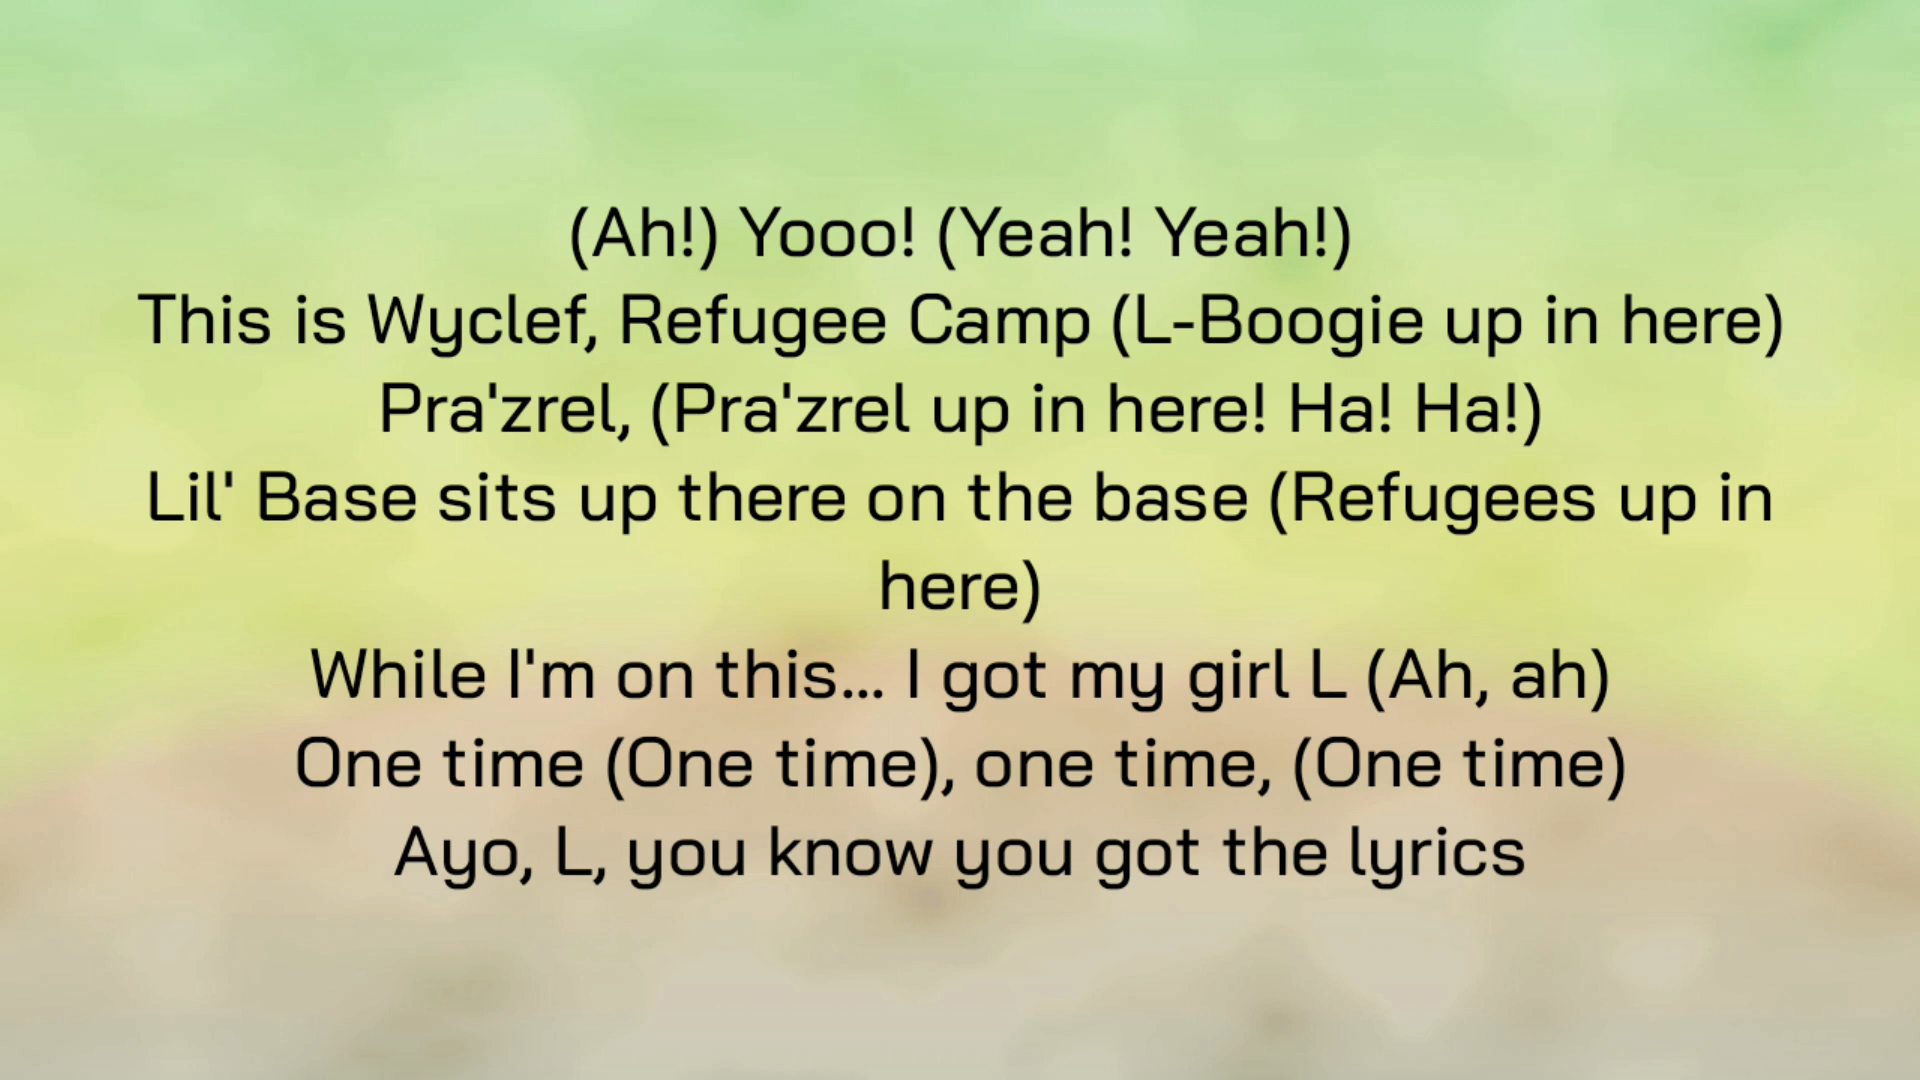 (Ah!) Yooo! (Yeah! Yeah!)
This is Wyclef, Refugee Camp (L-Boogie up in here)
Pra'zrel, (Pra'zrel up in here! Ha! Ha!)
Lil' Base sits up there on the base (Refugees up in
here)
While I'm on this... I got my girl L (Ah, ah)
One time (One time), one time, (One time)
Ayo, L, you know you got the lyrics